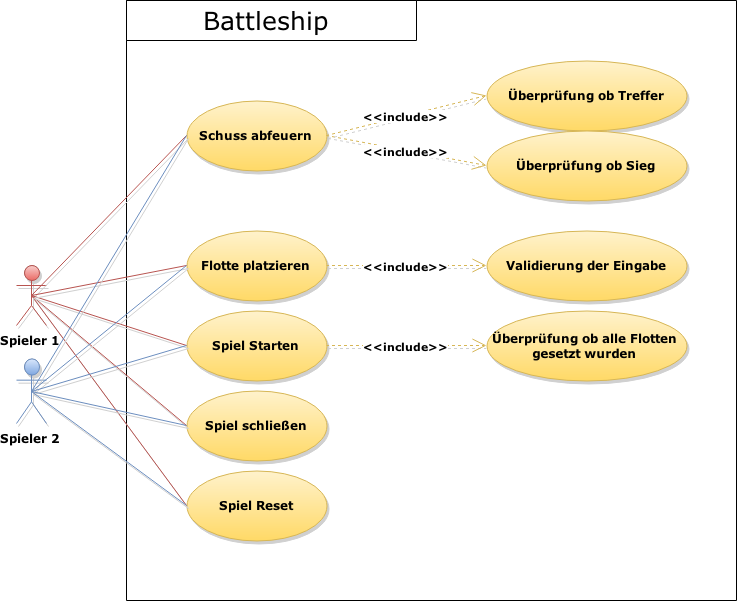 Battleship
Schuss abfeuern
<<include>>
Überprüfung ob Treffer
<<include>>
Überprüfung ob Sieg
Spieler 1
Flotte platzieren
<<include>>
Validierung der Eingabe
Spiel Starten
<<include>>
Überprüfung ob alle Flotten
gesetzt wurden
Spieler 2
Spiel schließen
Spiel Reset